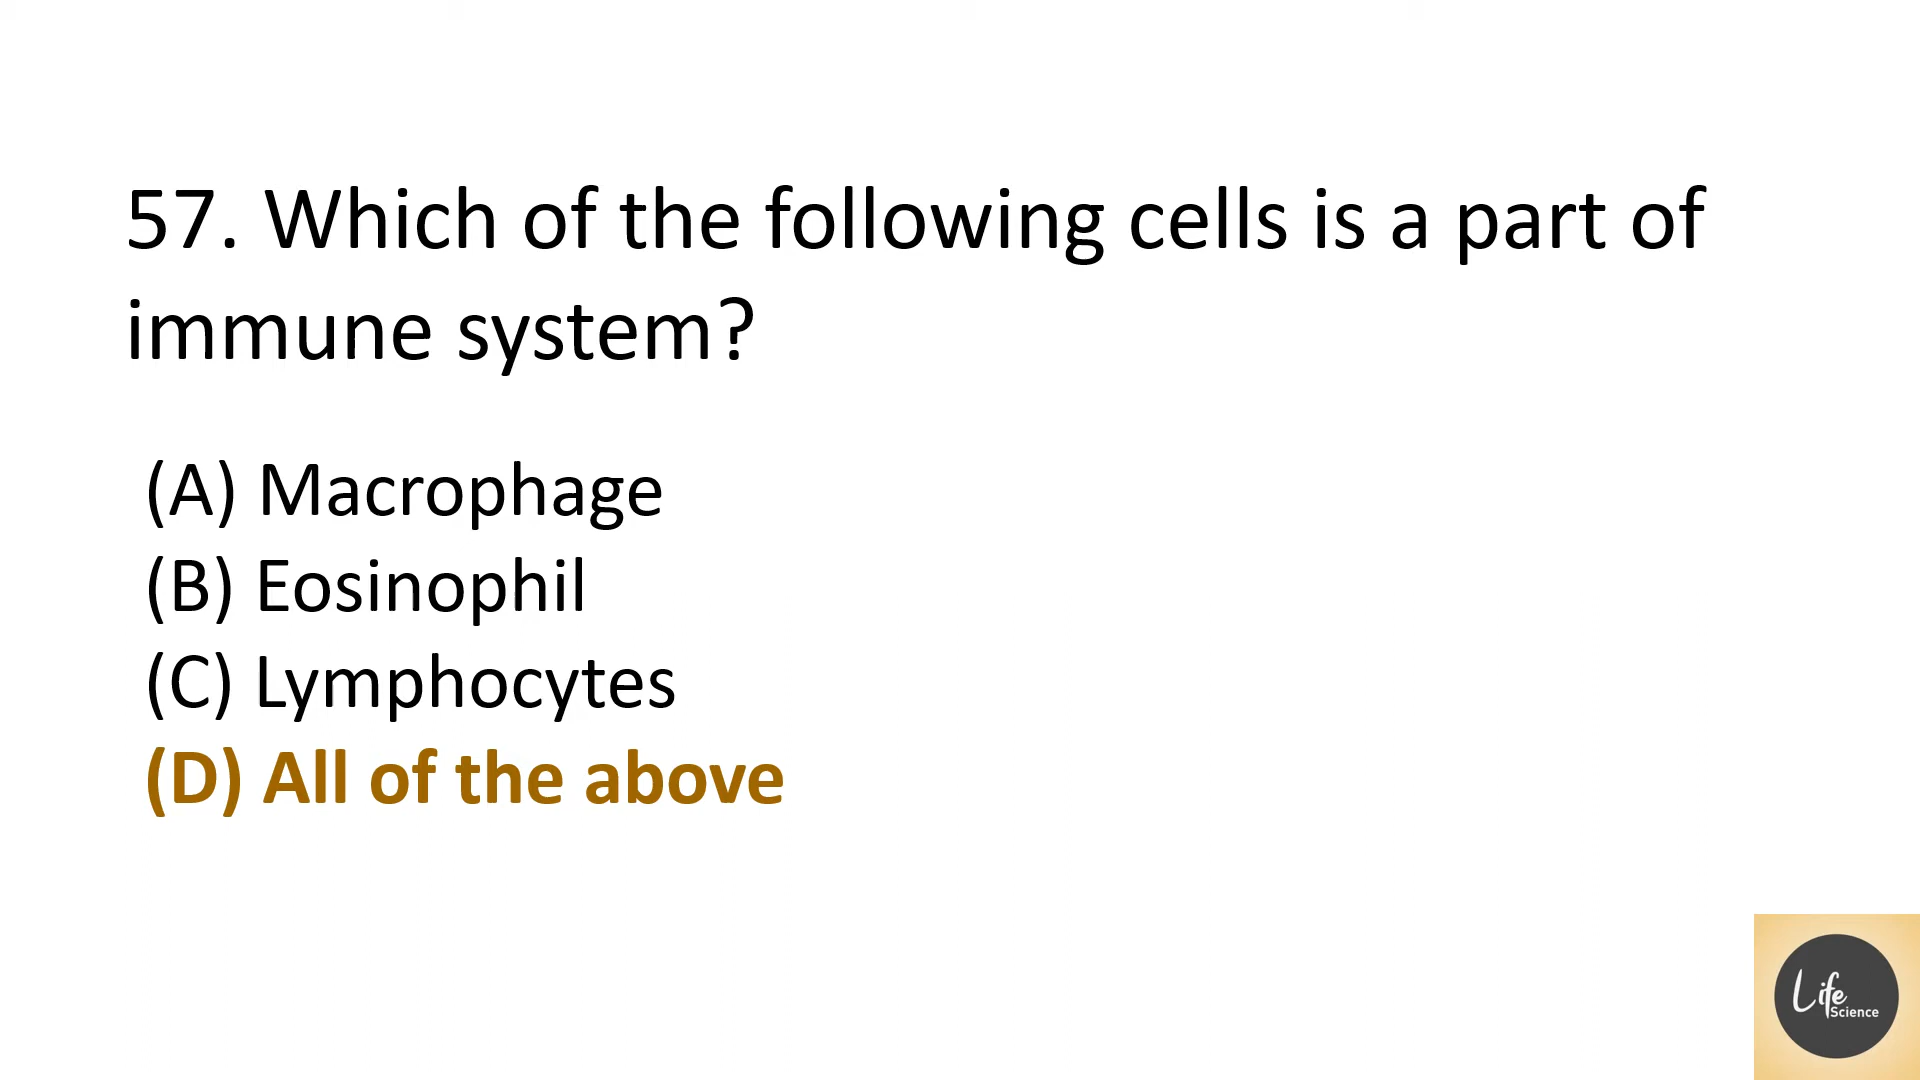 57. Which of the following cells is a part of
immune system?
(A) Macrophage
(B) Eosinophil
(C) Lymphocytes
(D) All of the above
Life
Science